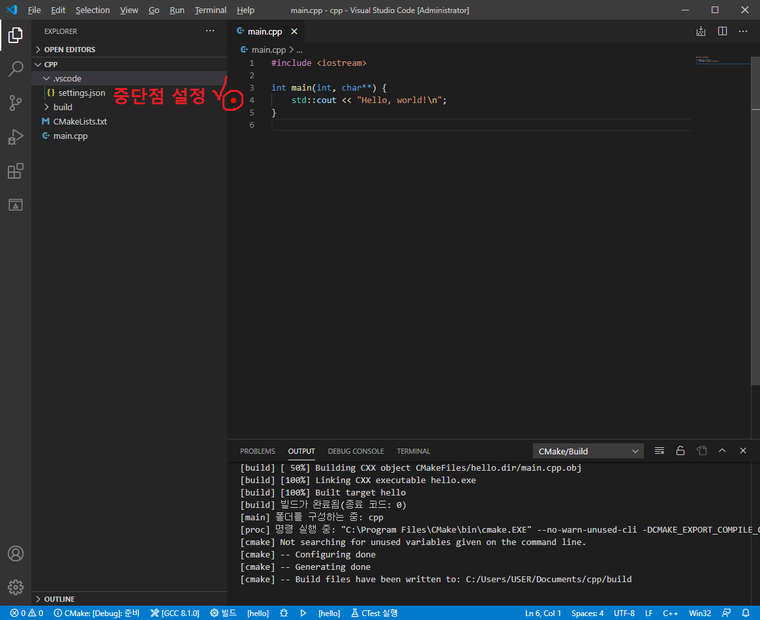 File Edit Selection View Go Run Terminal Help main.cpp - cpp - Visual Studio Code [Administrator]
EXPLORER
OPEN EDITORS
CPP
.vscode
settings.json
build
CMakeLists.txt
main.cpp
OUTLINE
중단점 설정
main.cpp
main.cpp > ...
1 #include <iostream>
2
3 int main(int, char**) {
4 std::cout << "Hello, world!\n";
5 }
6
PROBLEMS OUTPUT DEBUG CONSOLE TERMINAL CMake/Build
[build] [ 50%] Building CXX object CMakeFiles/hello.dir/main.cpp.obj
[build] [100%] Linking CXX executable hello.exe
[build] [100%] Built target hello
[build] 빌드가 완료됨(종료 코드: 0)
[main] 폴더를 구성하는 중: cpp
[proc] 명령 실행 중: "C:\Program Files\CMake\bin\cmake.EXE" --no-warn-unused-cli -DCMAKE_EXPORT_COMPILE_
[cmake] Not searching for unused variables given on the command line.
[cmake] -- Configuring done
[cmake] -- Generating done
[cmake] -- Build files have been written to: C:/Users/USER/Documents/cpp/build
0 0 CMake: [Debug]: 준비 [GCC 8.1.0] 빌드 [hello] [hello] CTest 실행 Ln 6, Col 1 Spaces: 4 UTF-8 LF C++ Win32